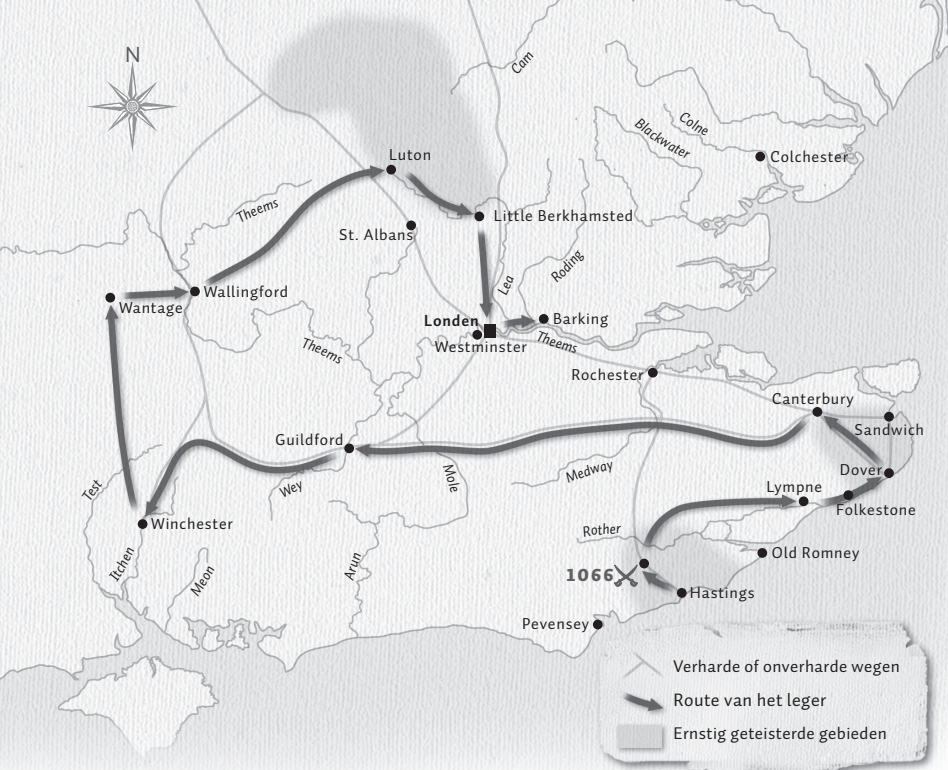 N
Cam
Colne
Blackwater
Colchester
Luton
Theems
Little Berkhamsted
St. Albans
Roding
Lea
Wantage
Wallingford
Londen
Barking
Westminster
Theems
Theems
Rochester
Canterbury
Sandwich
Guildford
Dover
Medway
Mole
Wey
Test
Lympne
Folkestone
Winchester
Rother
Old Romney
Itchen
Meon
Arun
1066
Hastings
Pevensey
Verharde of onverharde wegen
Route van het leger
Ernstig geteisterde gebieden